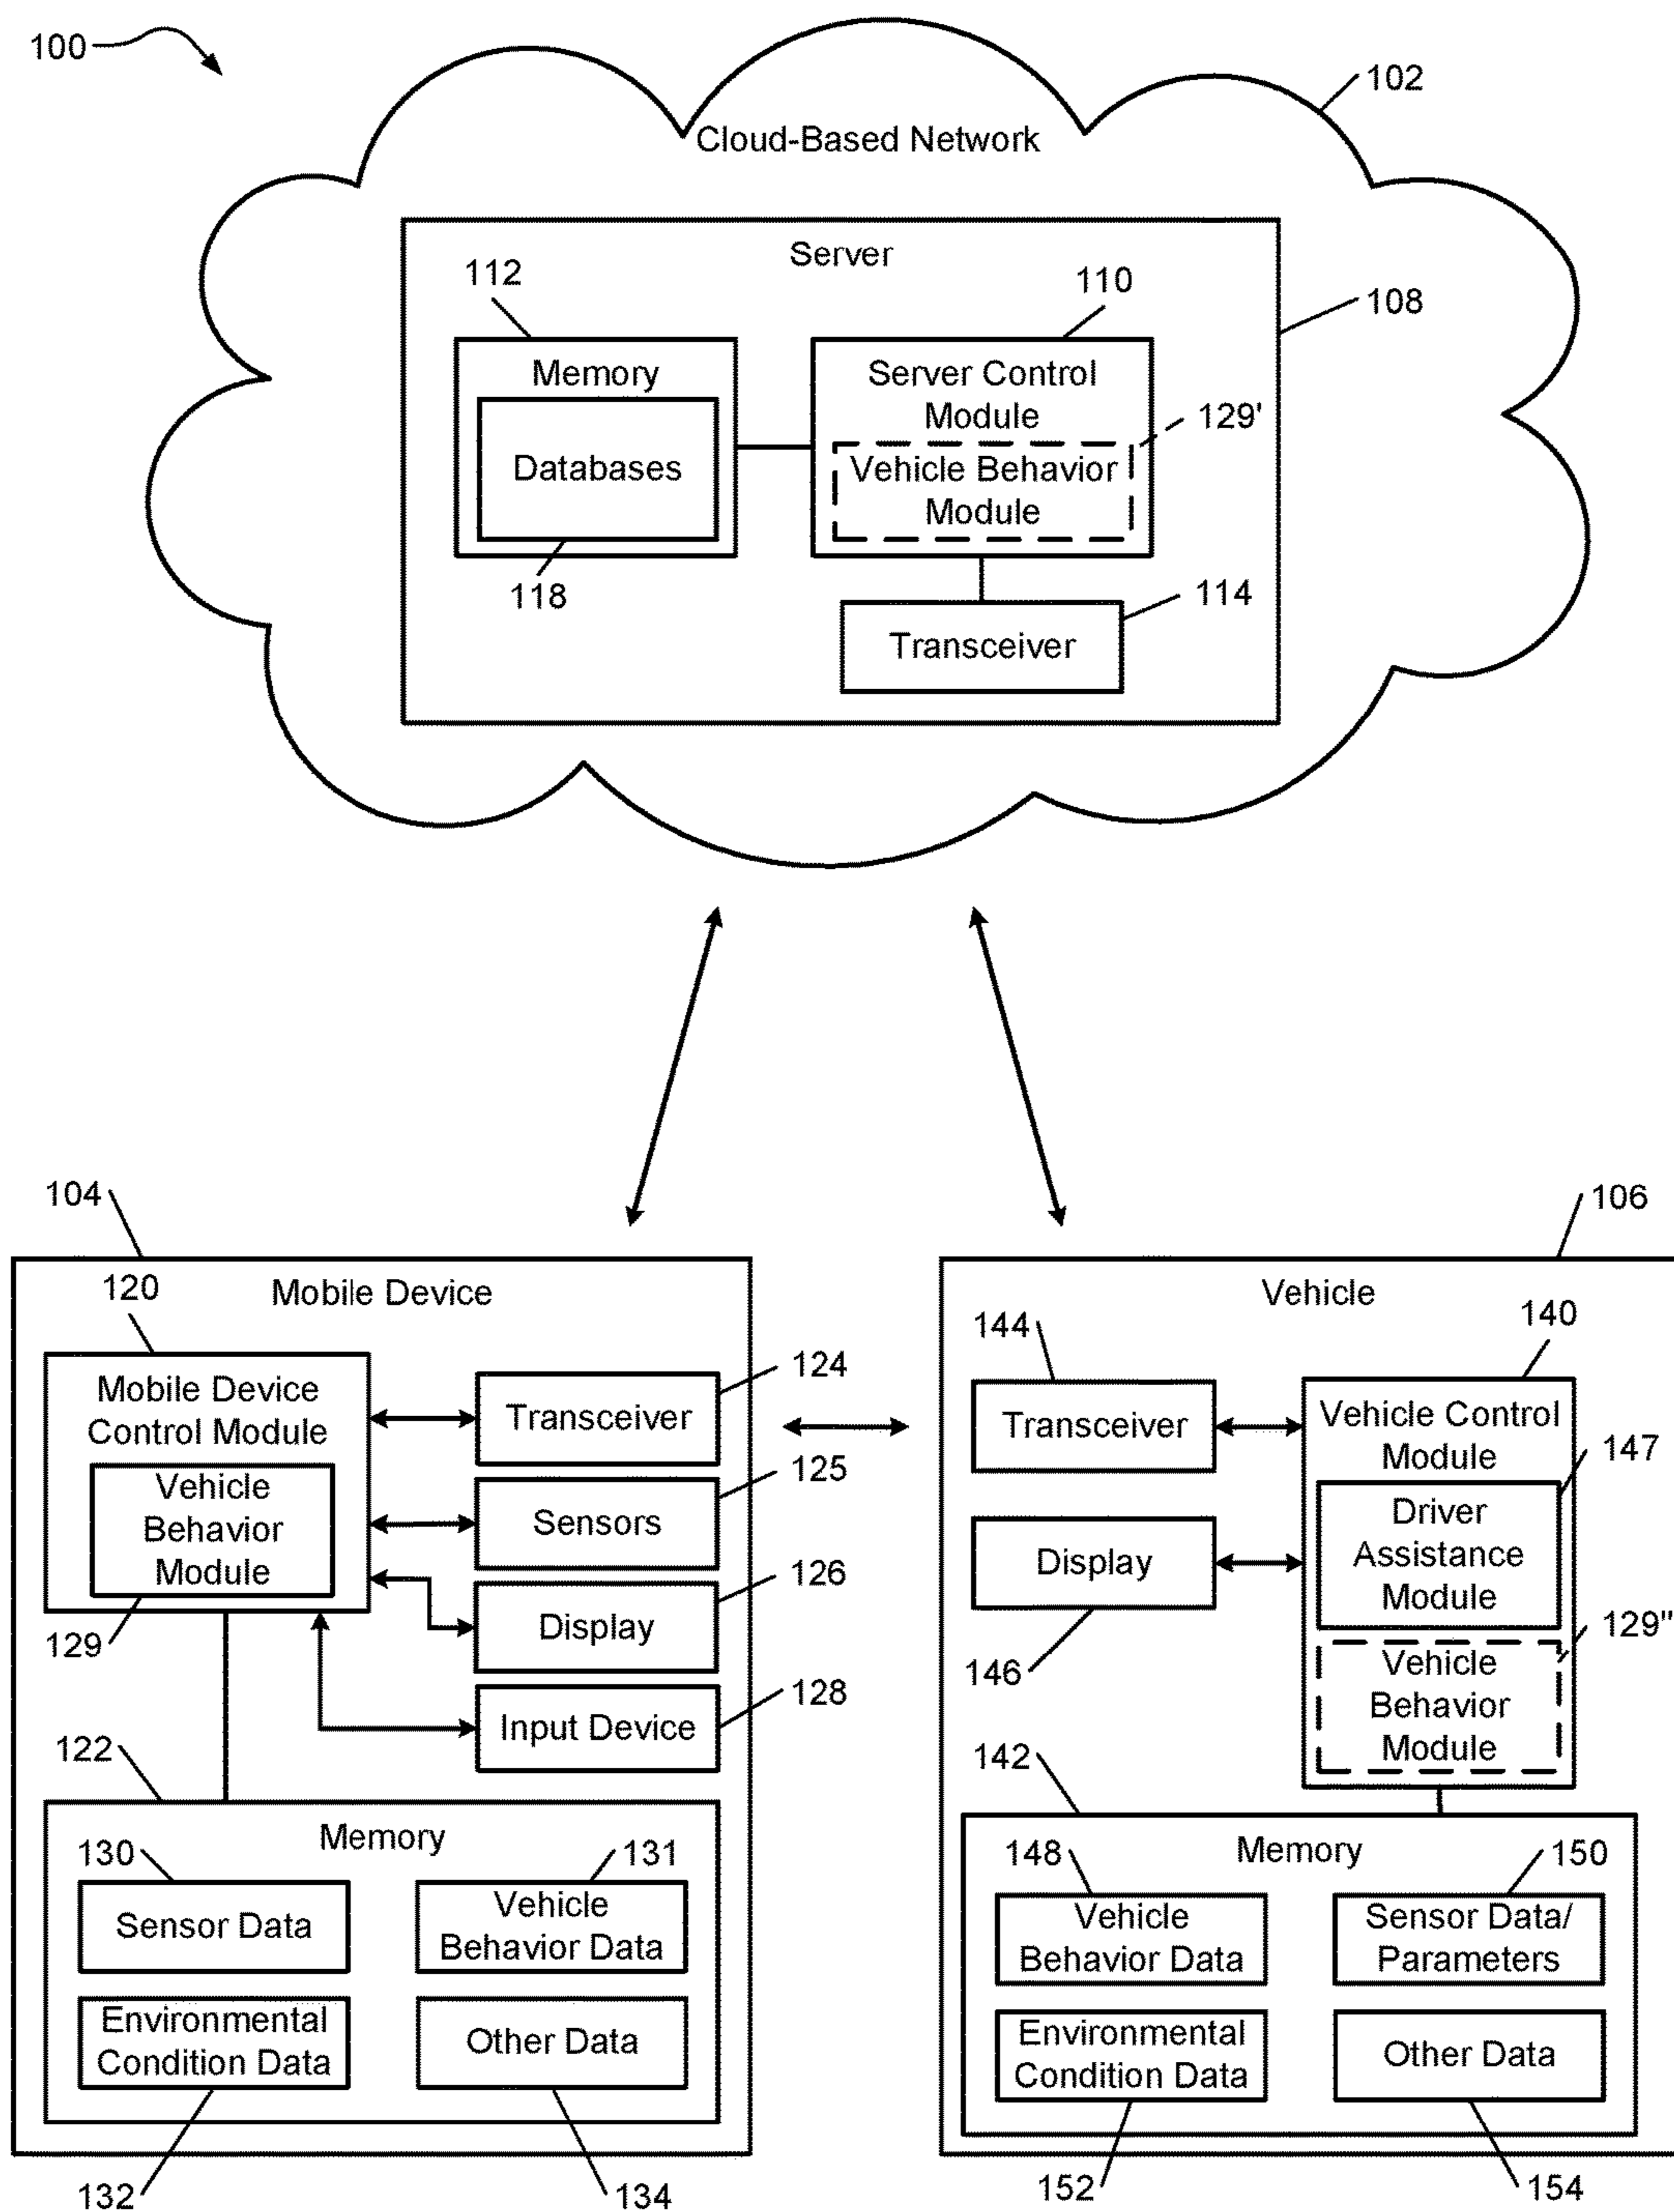 100
102
Cloud-Based Network
Server
112
110
108
Memory
Server Control
Module
129'
Databases
Vehicle Behavior
Module
118
114
Transceiver
104
106
120
Mobile Device
Vehicle
144
140
Mobile Device
Control Module
124
Transceiver
Transceiver
Vehicle Control
Module
147
125
Vehicle
Behavior
Module
Sensors
Driver
Assistance
Module
Display
126
129
Display
146
129"
Vehicle
Behavior
Module
128
Input Device
122
142
Memory
Memory
130
131
148
150
Sensor Data
Vehicle
Behavior Data
Vehicle
Behavior Data
Sensor Data/
Parameters
Environmental
Condition Data
Other Data
Environmental
Condition Data
Other Data
132
134
152
154